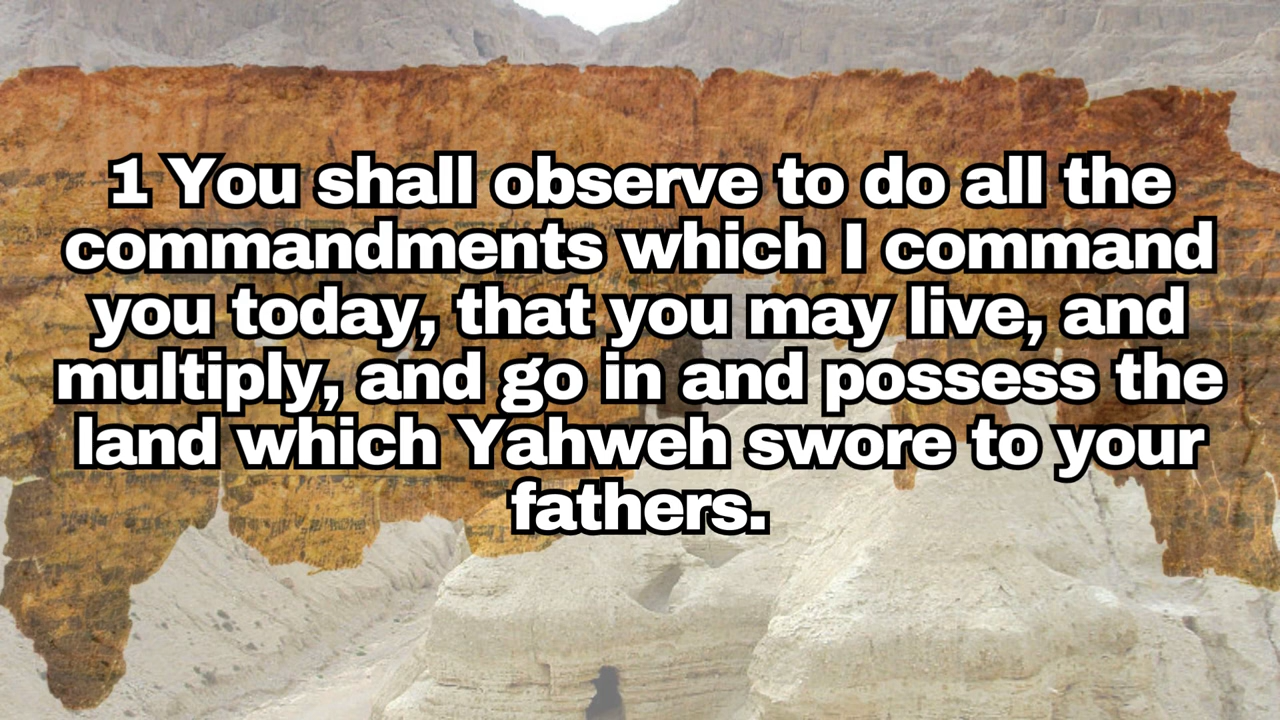 1 You shall observe to do all the
commandments which I command
you today, that you may live, and
multiply, and go in and possess the
land which Yahweh swore to your
fathers.